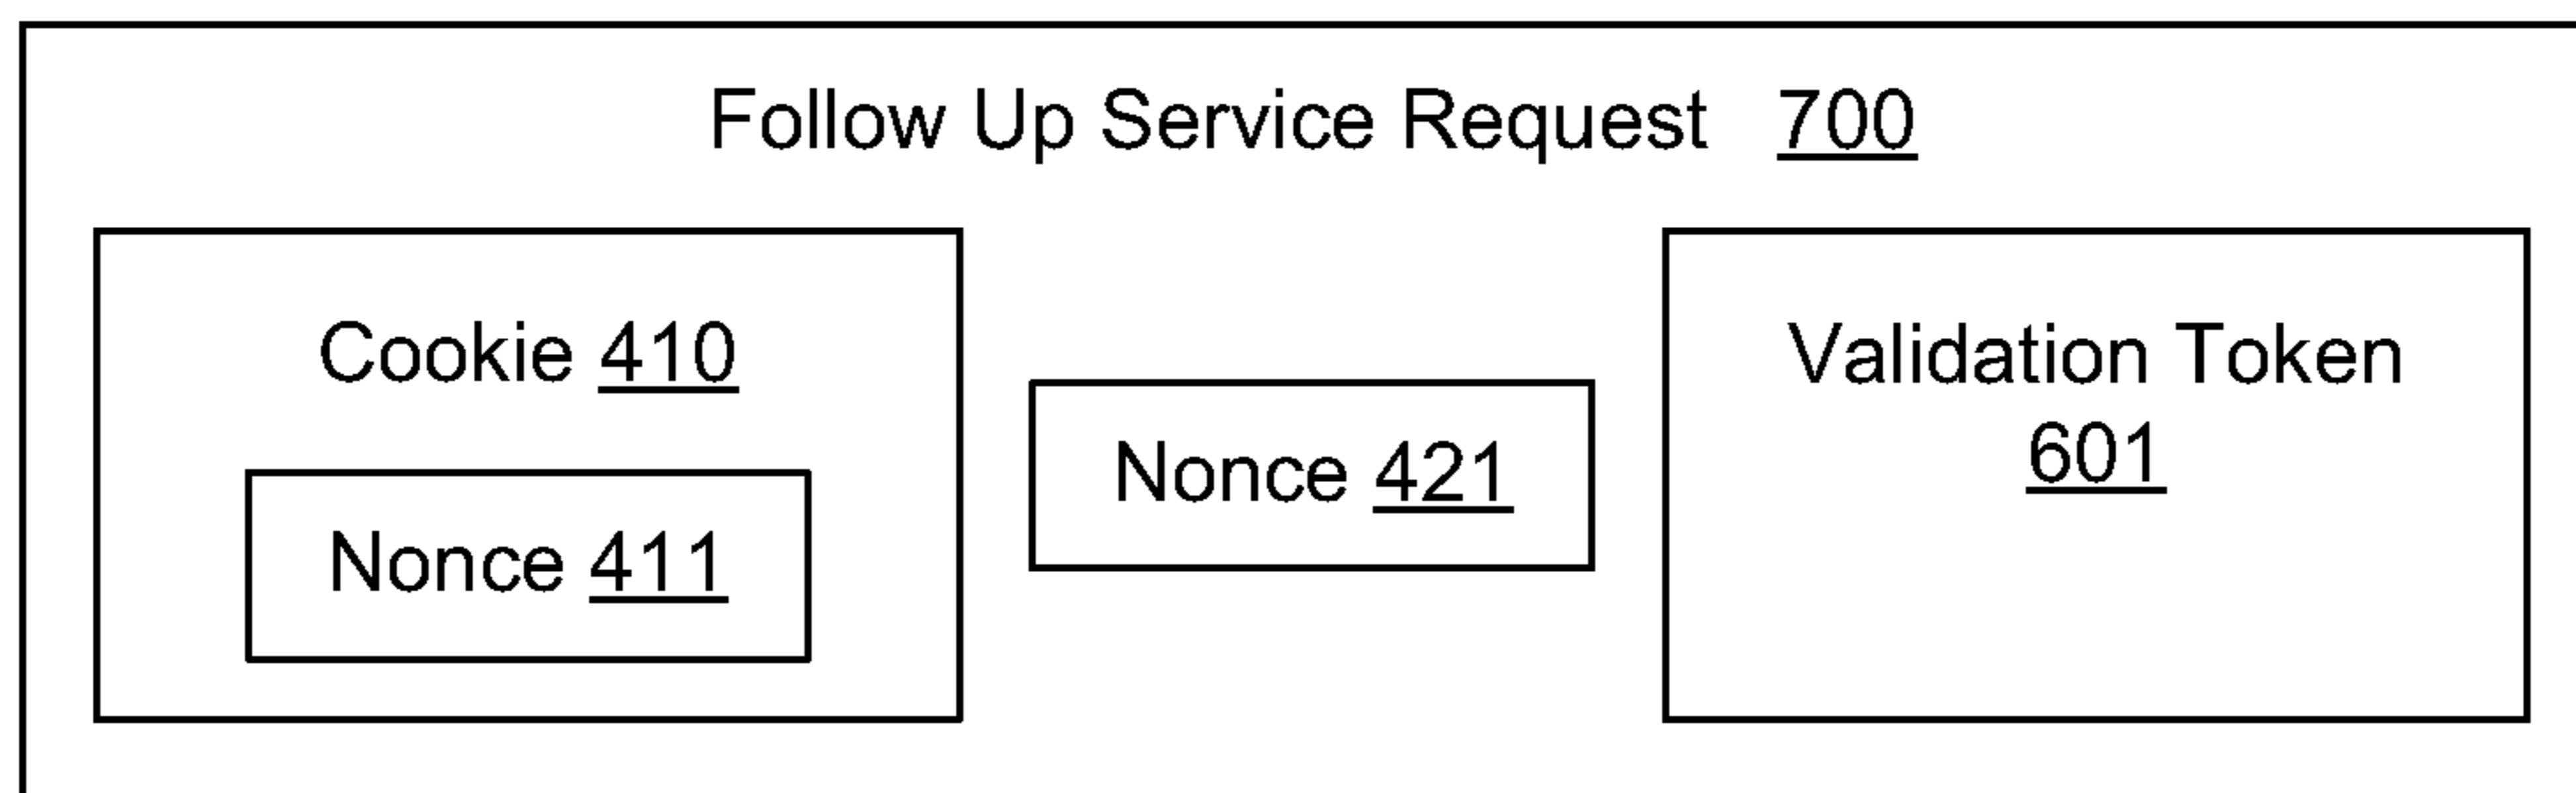 Follow Up Service Request 700
Cookie 410
Nonce 411
Nonce 421
Validation Token
601